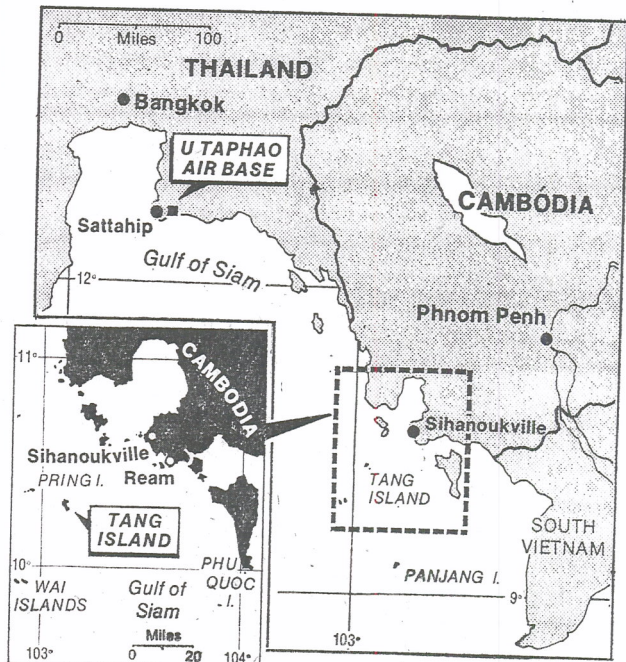 0 Miles 100
THAILAND
Bangkok
U TAPHAO
AIR BASE
Sattahip
CAMBÓDIA
Gulf of Siam
12°
Phnom Penh
Sihanoukville
TANG
ISLAND
SOUTH
VIETNAM
PANJANG I.
9°
103°
11°
CAMBODIA
Sihanoukville
Ream
PRING I.
TANG
ISLAND
10°
PHU
QUOC
I.
WAI
ISLANDS
Gulf of
Siam
Miles
0 20
103°
104°